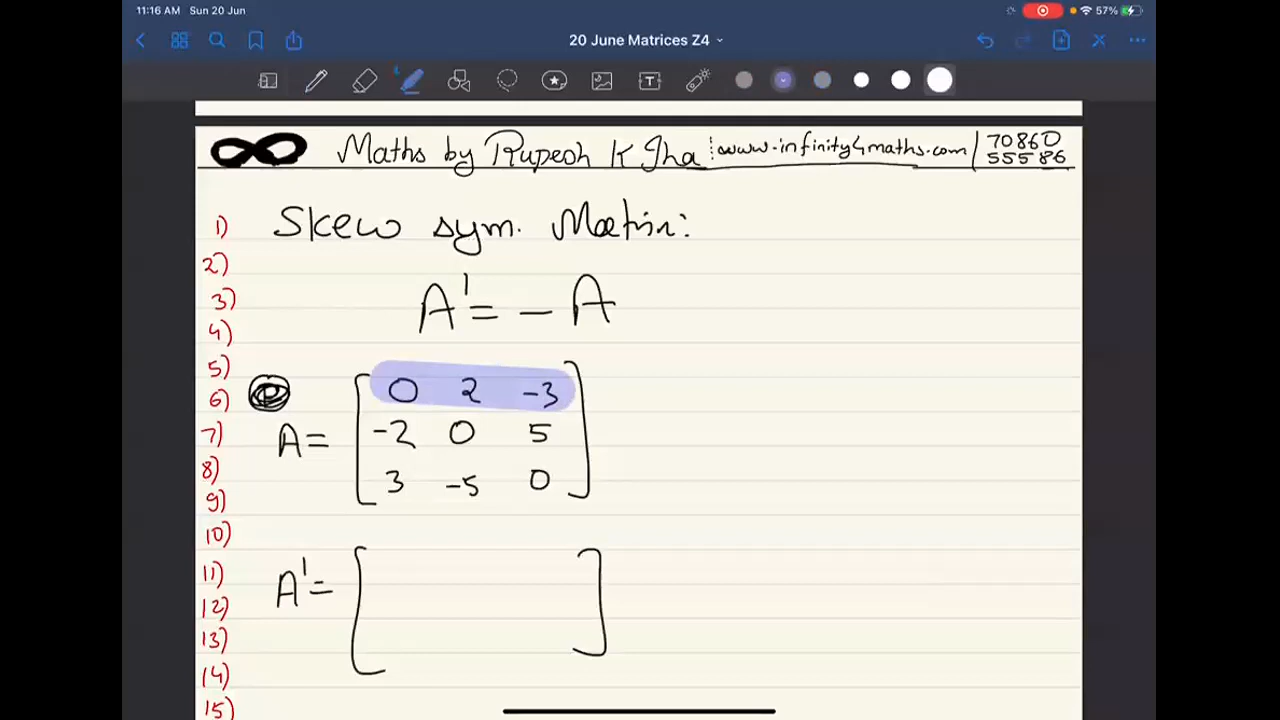 11:16 AM Sun 20 Jun 57%
20 June Matrices Z4
Maths by Rupesh K Jha www.infinity4maths.com 70860
55586
1) Skew sym. Matrix:
2)
3) A' = - A
4)
5)
6) 0 2 -3
7) A = -2 0 5
8) 3 -5 0
9)
10)
11) A' =
12)
13)
14)
15)